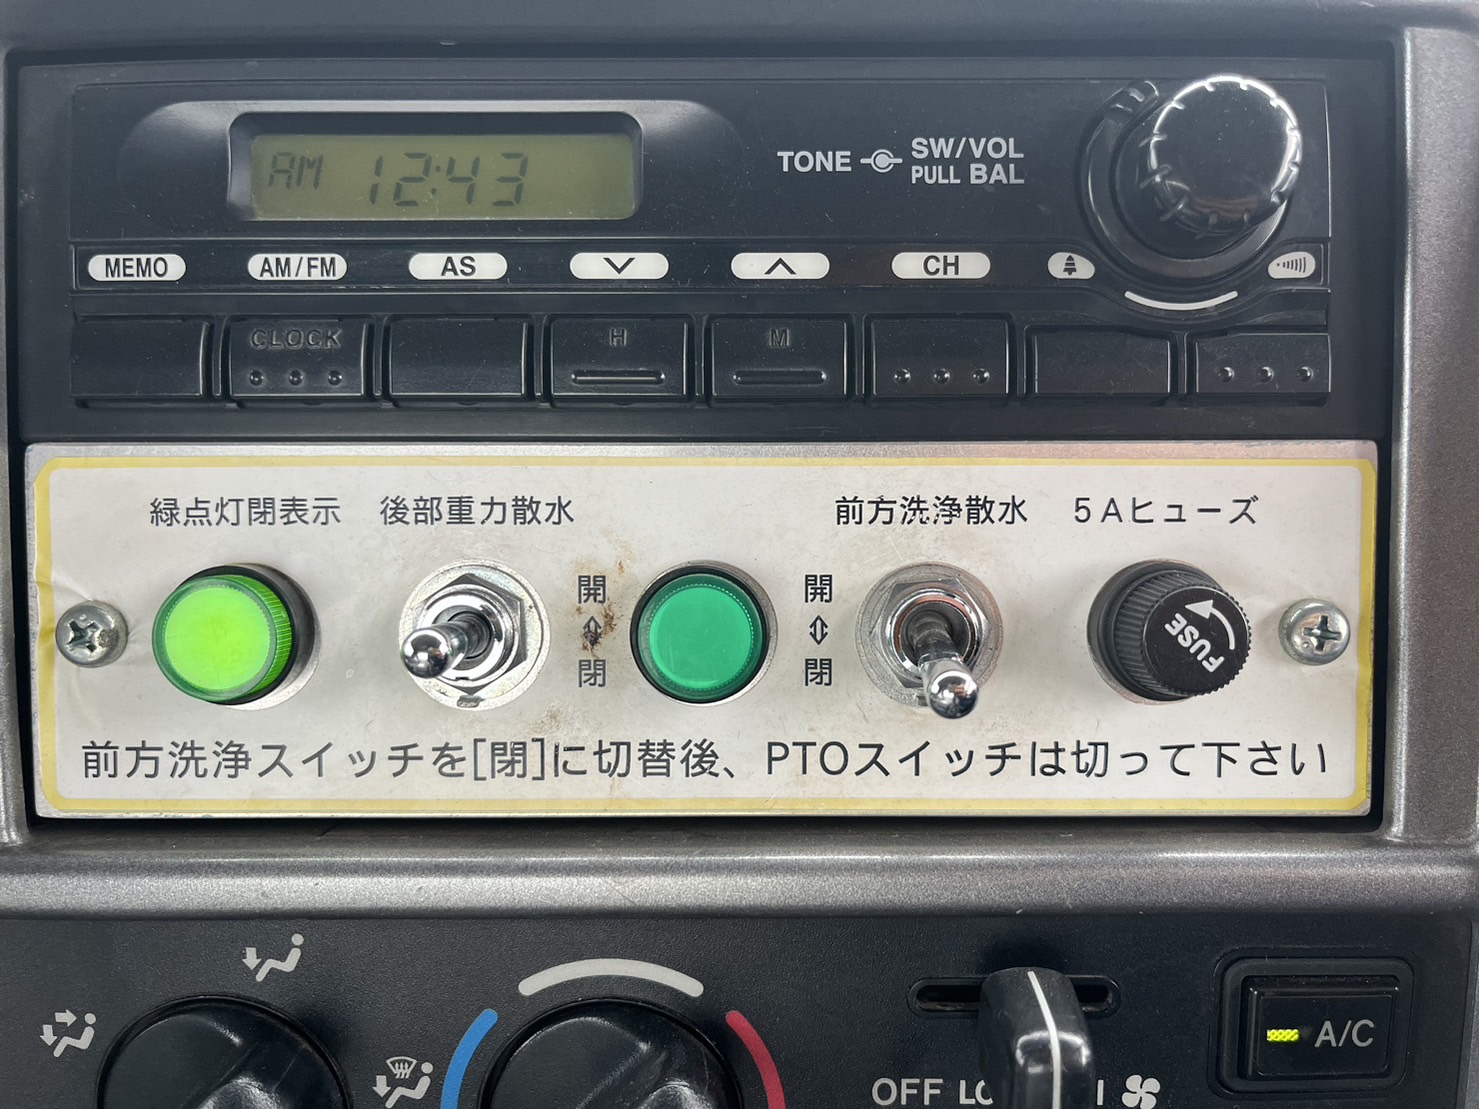 AM 12:43
TONE SW/VOL
PULL BAL
MEMO AM/FM AS CH
CLOCK H M
緑点灯閉表示 後部重力散水 前方洗浄散水 5Aヒューズ
開 開
閉 閉
FUSE
前方洗浄スイッチを[閉]に切替後、PTOスイッチは切って下さい
A/C
OFF